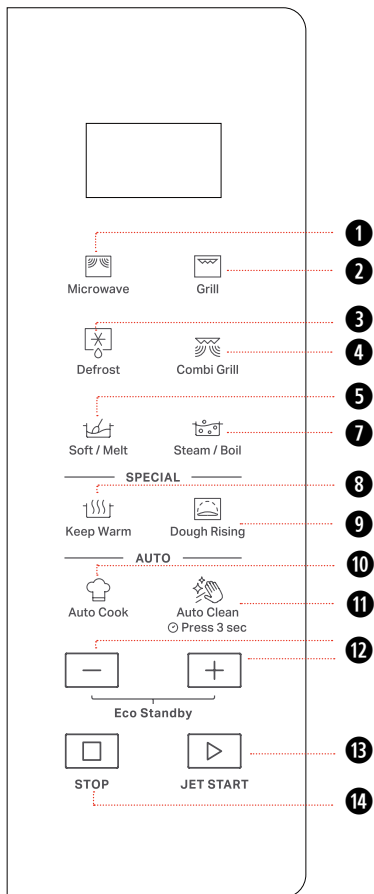 1
Microwave Grill
2
3
Defrost Combi Grill
4
5
Soft / Melt Steam / Boil
7
SPECIAL
8
Keep Warm Dough Rising
9
AUTO
10
Auto Cook Auto Clean
11
Press 3 sec
12
Eco Standby
13
STOP JET START
14